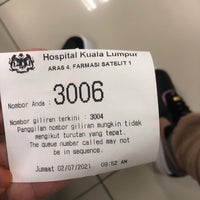 Hospital Kuala Lumpur
ARAS 4, FARMASI SATELIT 1
Nombor Anda : 3006
Nombor giliran terkini : 3004
Panggilan nombor giliran mungkin tidak
mengikut turutan yang tepat.
The queue number called may not
be in sequence.
Jumaat 02/07/2021 09:52 AM